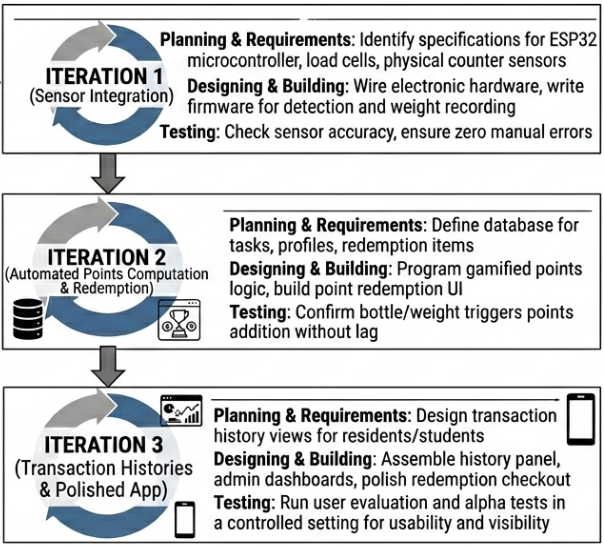 ITERATION 1
(Sensor Integration)
Planning & Requirements: Identify specifications for ESP32
microcontroller, load cells, physical counter sensors
Designing & Building: Wire electronic hardware, write
firmware for detection and weight recording
Testing: Check sensor accuracy, ensure zero manual errors
ITERATION 2
(Automated Points Computation
& Redemption)
Planning & Requirements: Define database for
tasks, profiles, redemption items
Designing & Building: Program gamified points
logic, build point redemption UI
Testing: Confirm bottle/weight triggers points
addition without lag
ITERATION 3
(Transaction Histories
& Polished App)
Planning & Requirements: Design transaction
history views for residents/students
Designing & Building: Assemble history panel,
admin dashboards, polish redemption checkout
Testing: Run user evaluation and alpha tests in
a controlled setting for usability and visibility